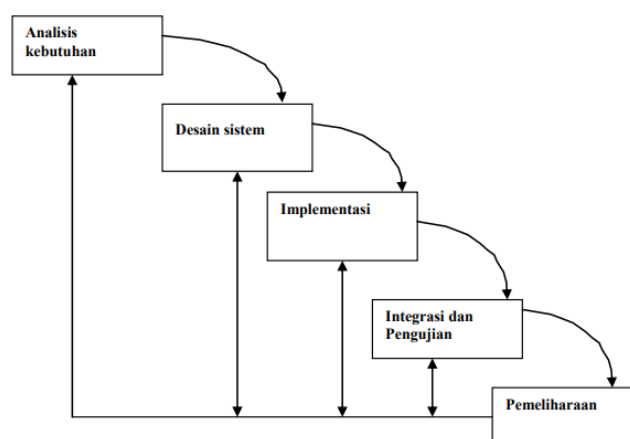 Analisis
kebutuhan
Desain sistem
Implementasi
Integrasi dan
Pengujian
Pemeliharaan